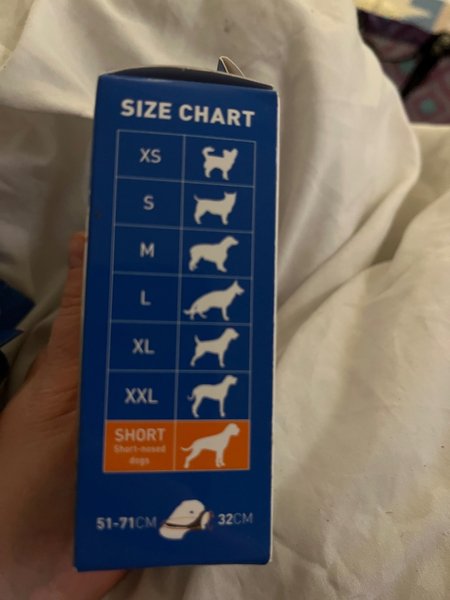 SIZE CHART
XS
S
M
L
XL
XXL
SHORT
Short-nosed
dogs
51-71CM 32CM